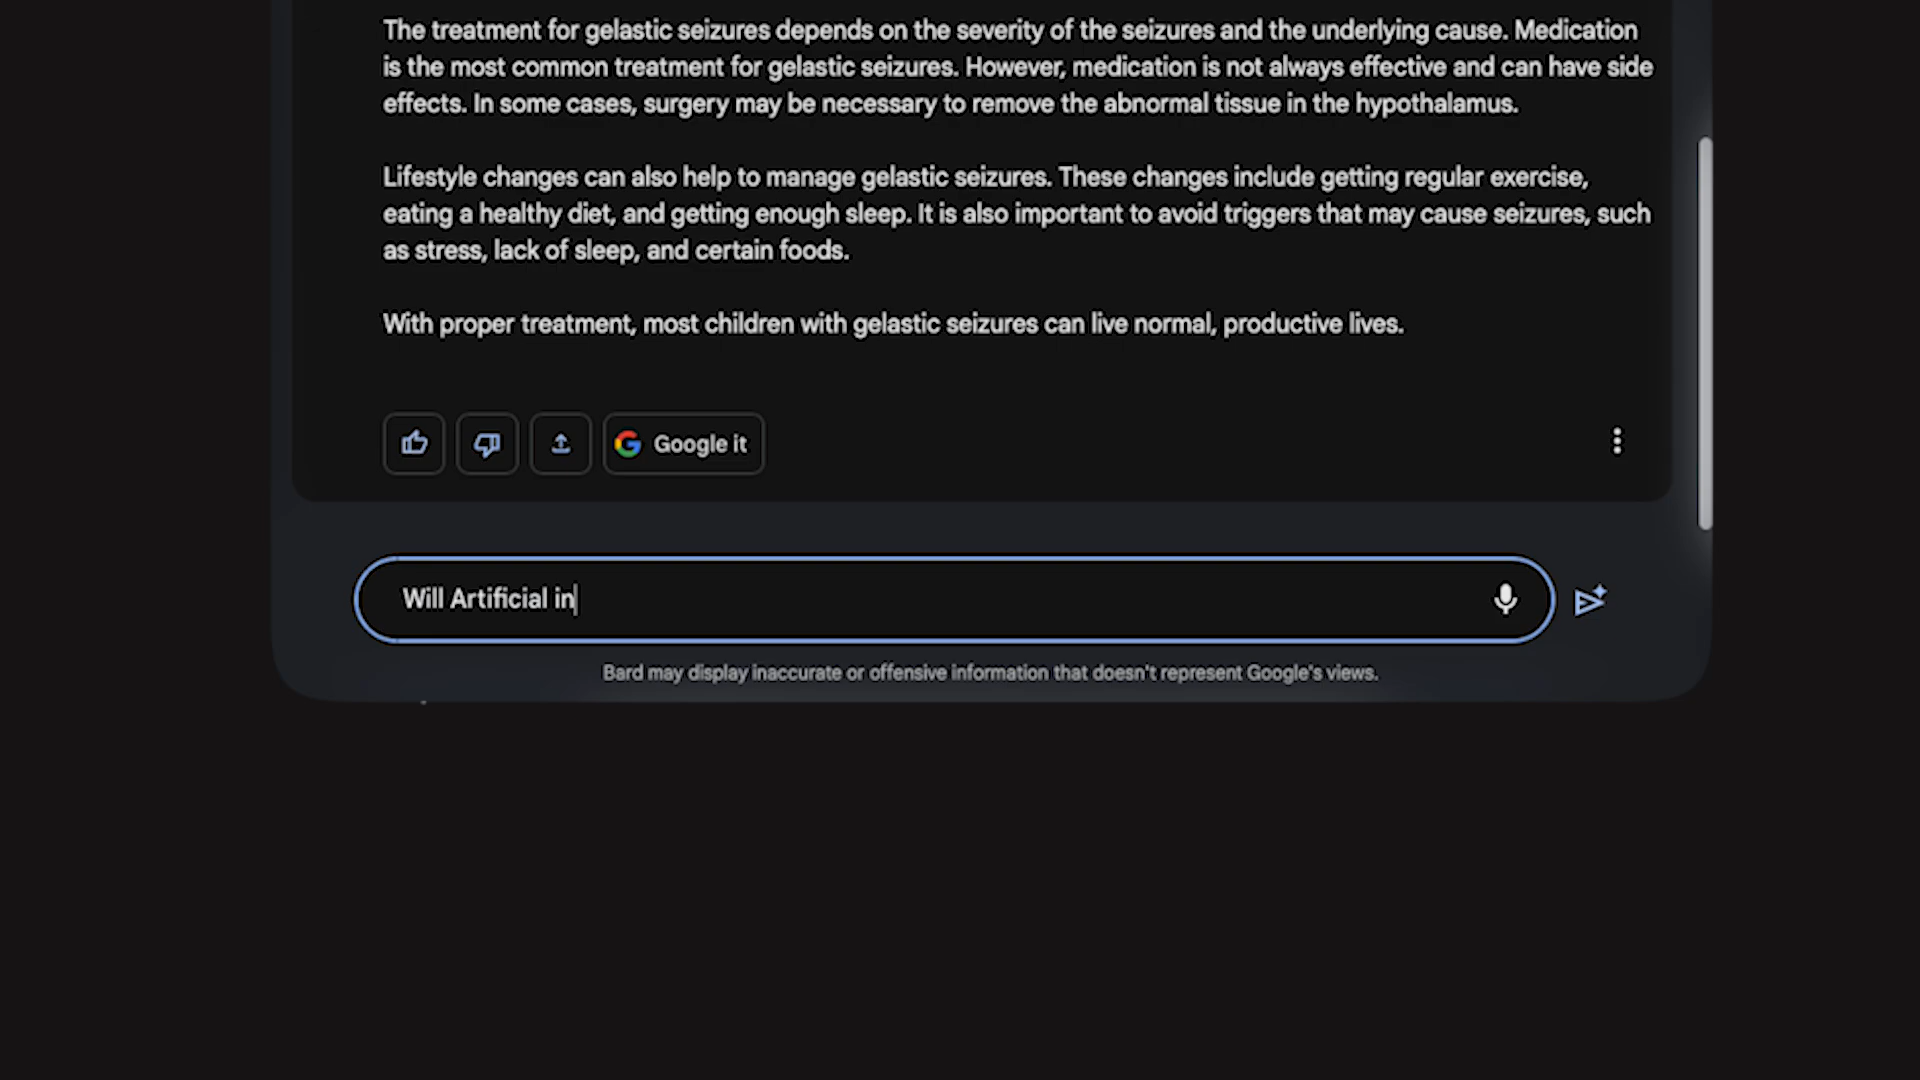 The treatment for gelastic seizures depends on the severity of the seizures and the underlying cause. Medication
is the most common treatment for gelastic seizures. However, medication is not always effective and can have side
effects. In some cases, surgery may be necessary to remove the abnormal tissue in the hypothalamus.
Lifestyle changes can also help to manage gelastic seizures. These changes include getting regular exercise,
eating a healthy diet, and getting enough sleep. It is also important to avoid triggers that may cause seizures, such
as stress, lack of sleep, and certain foods.
With proper treatment, most children with gelastic seizures can live normal, productive lives.
Google it
Will Artificial in
Bard may display inaccurate or offensive information that doesn't represent Google's views.